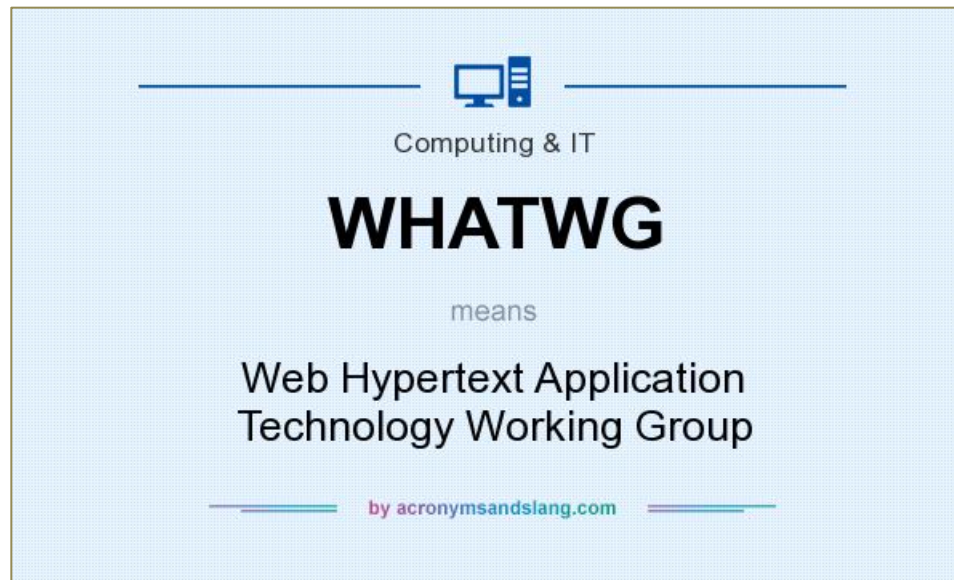 Computing & IT
WHATWG
means
Web Hypertext Application
Technology Working Group
by acronymsandslang.com